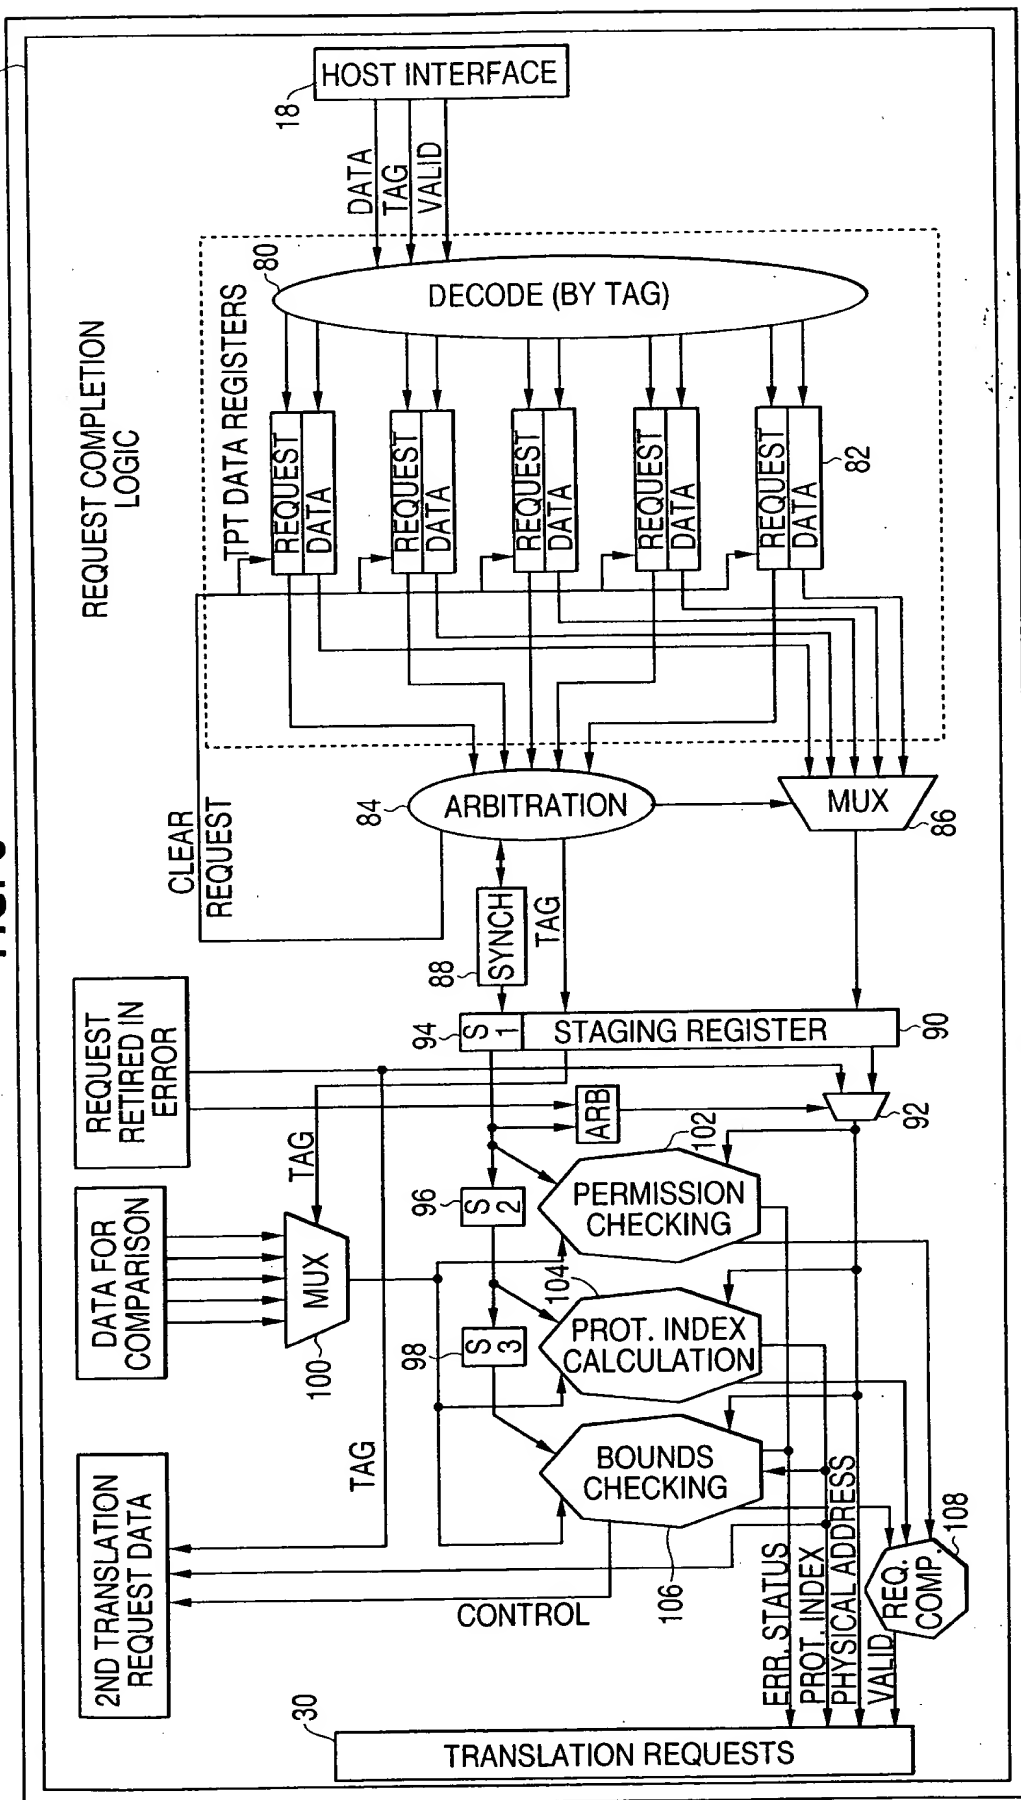 HOST INTERFACE
18
DATA
TAG
VALID
REQUEST COMPLETION
LOGIC
TPT DATA REGISTERS
80
DECODE (BY TAG)
REQUEST
DATA
REQUEST
DATA
REQUEST
DATA
REQUEST
DATA
REQUEST
DATA
82
CLEAR
REQUEST
84
ARBITRATION
MUX
86
88
SYNCH
TAG
94
S
1
STAGING REGISTER
90
REQUEST
RETIRED IN
ERROR
TAG
ARB
92
DATA FOR
COMPARISON
MUX
100
96
S
2
102
PERMISSION
CHECKING
98
S
3
104
PROT. INDEX
CALCULATION
BOUNDS
CHECKING
106
2ND TRANSLATION
REQUEST DATA
TAG
CONTROL
ERR. STATUS
PROT. INDEX
PHYSICAL ADDRESS
VALID
REQ.
COMP.
108
30
TRANSLATION REQUESTS